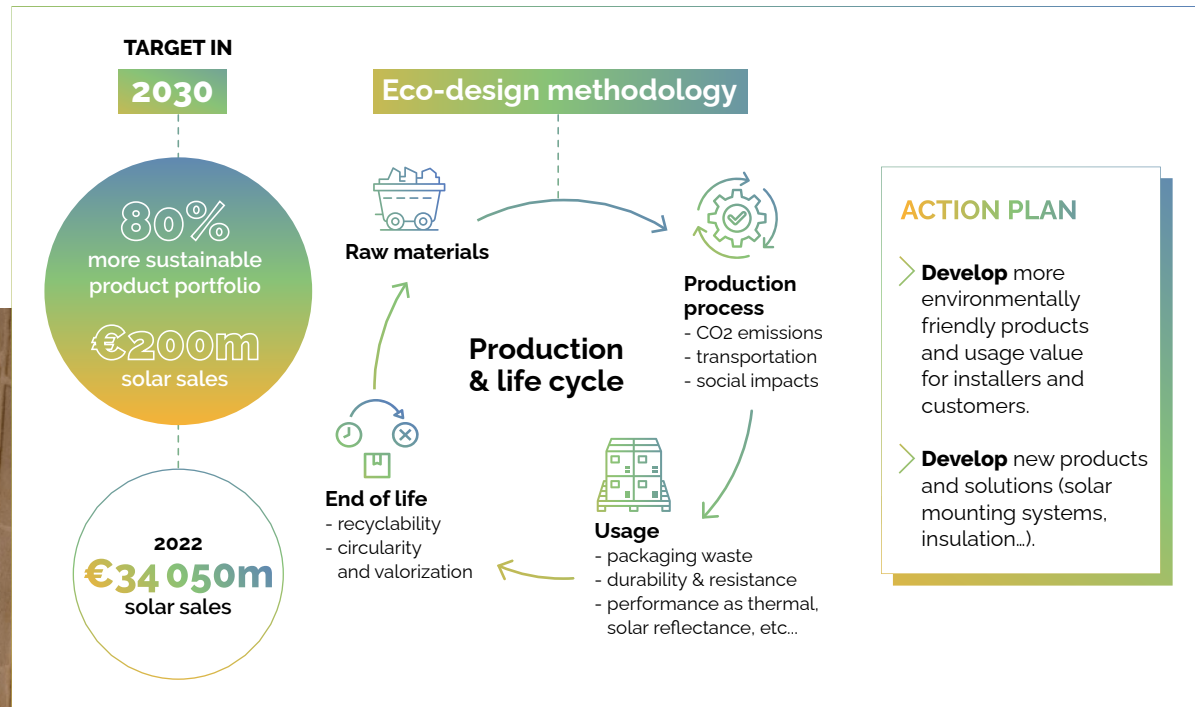 TARGET IN
2030
80%
more sustainable
product portfolio
€200m
solar sales
2022
€34 050m
solar sales
Eco-design methodology
Raw materials
Production
process
- CO2 emissions
- transportation
- social impacts
Production
& life cycle
Usage
- packaging waste
- durability & resistance
- performance as thermal,
solar reflectance, etc...
End of life
- recyclability
- circularity
and valorization
ACTION PLAN
Develop more
environmentally
friendly products
and usage value
for installers and
customers.
Develop new products
and solutions (solar
mounting systems,
insulation…).